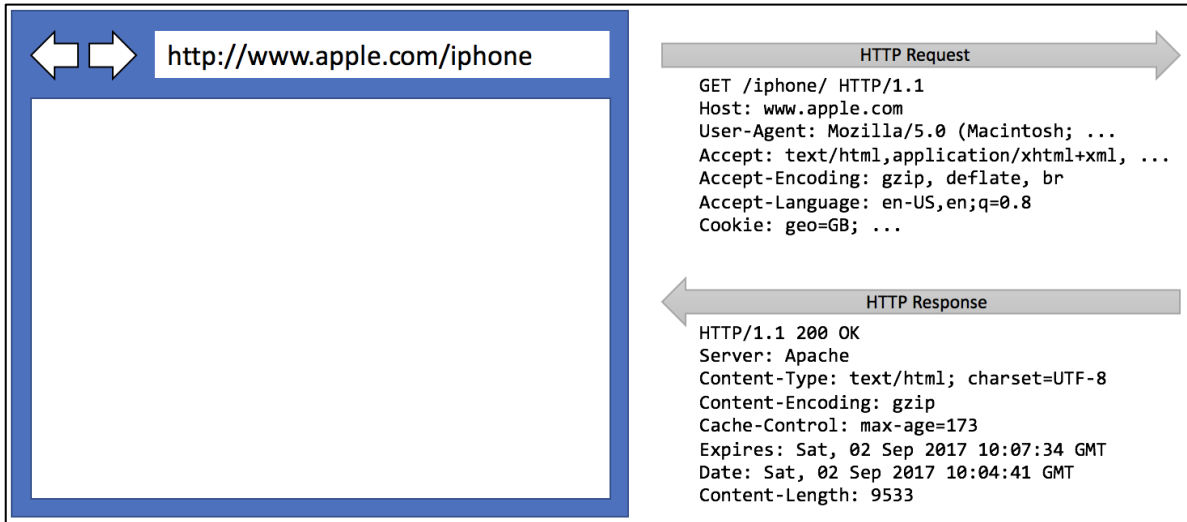 http://www.apple.com/iphone
HTTP Request
GET /iphone/ HTTP/1.1
Host: www.apple.com
User-Agent: Mozilla/5.0 (Macintosh; ...
Accept: text/html,application/xhtml+xml, ...
Accept-Encoding: gzip, deflate, br
Accept-Language: en-US,en;q=0.8
Cookie: geo=GB; ...
HTTP Response
HTTP/1.1 200 OK
Server: Apache
Content-Type: text/html; charset=UTF-8
Content-Encoding: gzip
Cache-Control: max-age=173
Expires: Sat, 02 Sep 2017 10:07:34 GMT
Date: Sat, 02 Sep 2017 10:04:41 GMT
Content-Length: 9533